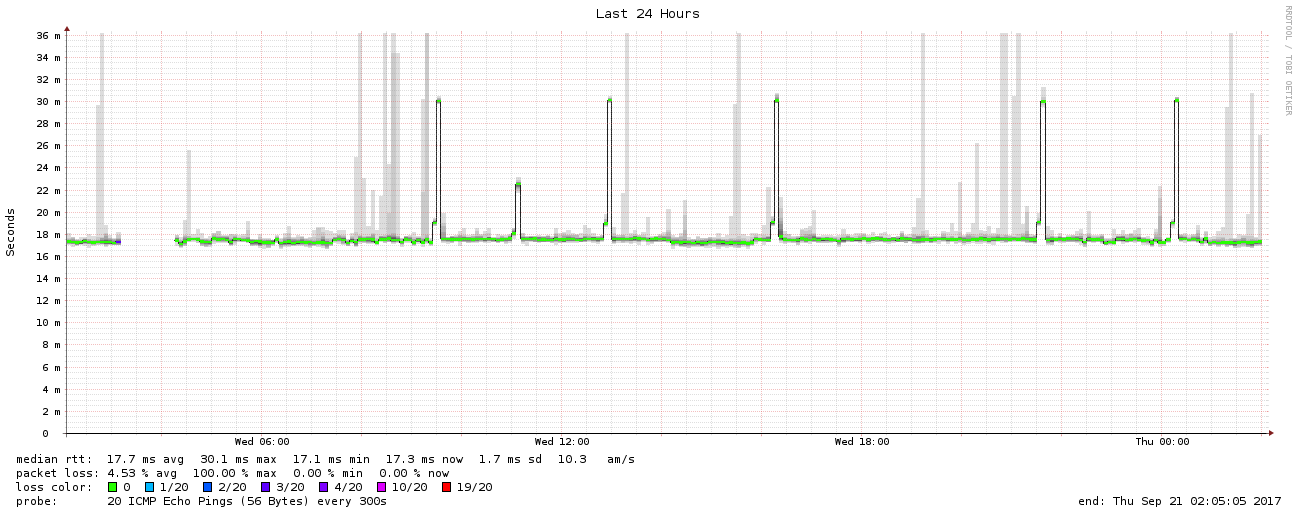 Last 24 Hours
RRDTOOL / TOBI OETIKER
Seconds
36 m
34 m
32 m
30 m
28 m
26 m
24 m
22 m
20 m
18 m
16 m
14 m
12 m
10 m
8 m
6 m
4 m
2 m
0
Wed 06:00 Wed 12:00 Wed 18:00 Thu 00:00
median rtt: 17.7 ms avg 30.1 ms max 17.1 ms min 17.3 ms now 1.7 ms sd 10.3 am/s
packet loss: 4.53 % avg 100.00 % max 0.00 % min 0.00 % now
loss color: 0 1/20 2/20 3/20 4/20 10/20 19/20
probe: 20 ICMP Echo Pings (56 Bytes) every 300s end: Thu Sep 21 02:05:05 2017